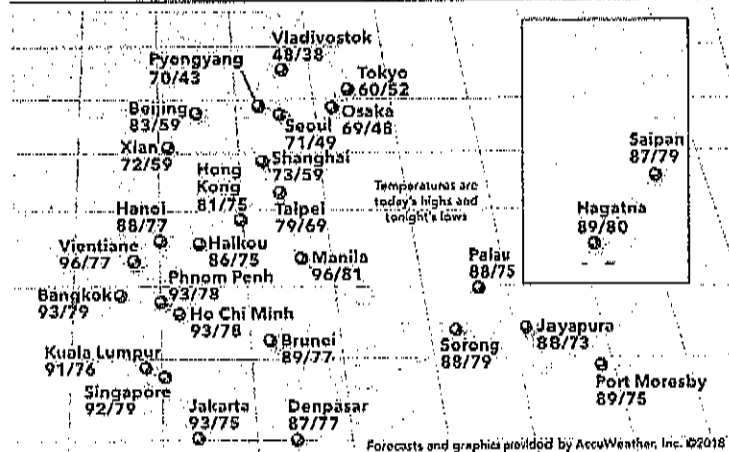 Vladivostok
48/38
Pyongyang
70/43
Tokyo
60/52
Beijing
83/59
Osaka
69/48
Seoul
71/49
Xian
72/59
Shanghai
73/59
Saipan
87/79
Hong
Kong
81/75
Temperatures are
today's highs and
tonight's lows
Taipei
79/69
Hanoi
88/77
Hagatna
89/80
Vientiane
96/77
Haikou
86/75
Manila
96/81
Palau
88/75
Phnom Penh
93/78
Bangkok
93/79
Ho Chi Minh
93/78
Brunei
89/77
Sorong
88/79
Jayapura
88/73
Kuala Lumpur
91/76
Singapore
92/79
Port Moresby
89/75
Jakarta
93/75
Denpasar
87/77
Forecasts and graphics provided by AccuWeather, Inc. ©2018